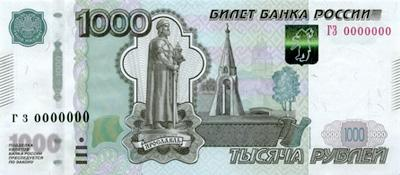 1000
БИЛЕТ БАНКА РОССИИ
ГЗ 0000000
ГЗ 0000000
ЯРОСЛАВЛЬ
1000
ПОДДЕЛКА
БИЛЕТОВ
БАНКА РОССИИ
ПРЕСЛЕДУЕТСЯ
ПО ЗАКОНУ
1000
ТЫСЯЧА РУБЛЕЙ